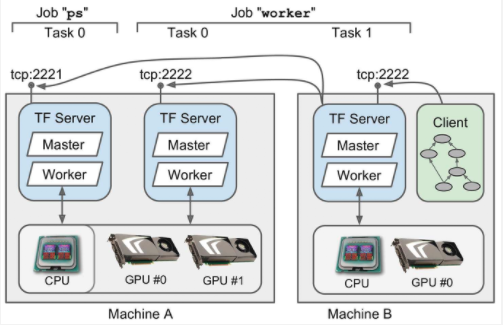 Job "ps"
Job "worker"
Task 0
Task 0
Task 1
tcp:2221
tcp:2222
tcp:2222
TF Server
Master
Worker
TF Server
Master
Worker
TF Server
Master
Worker
Client
CPU
GPU #0
GPU #1
CPU
GPU #0
Machine A
Machine B